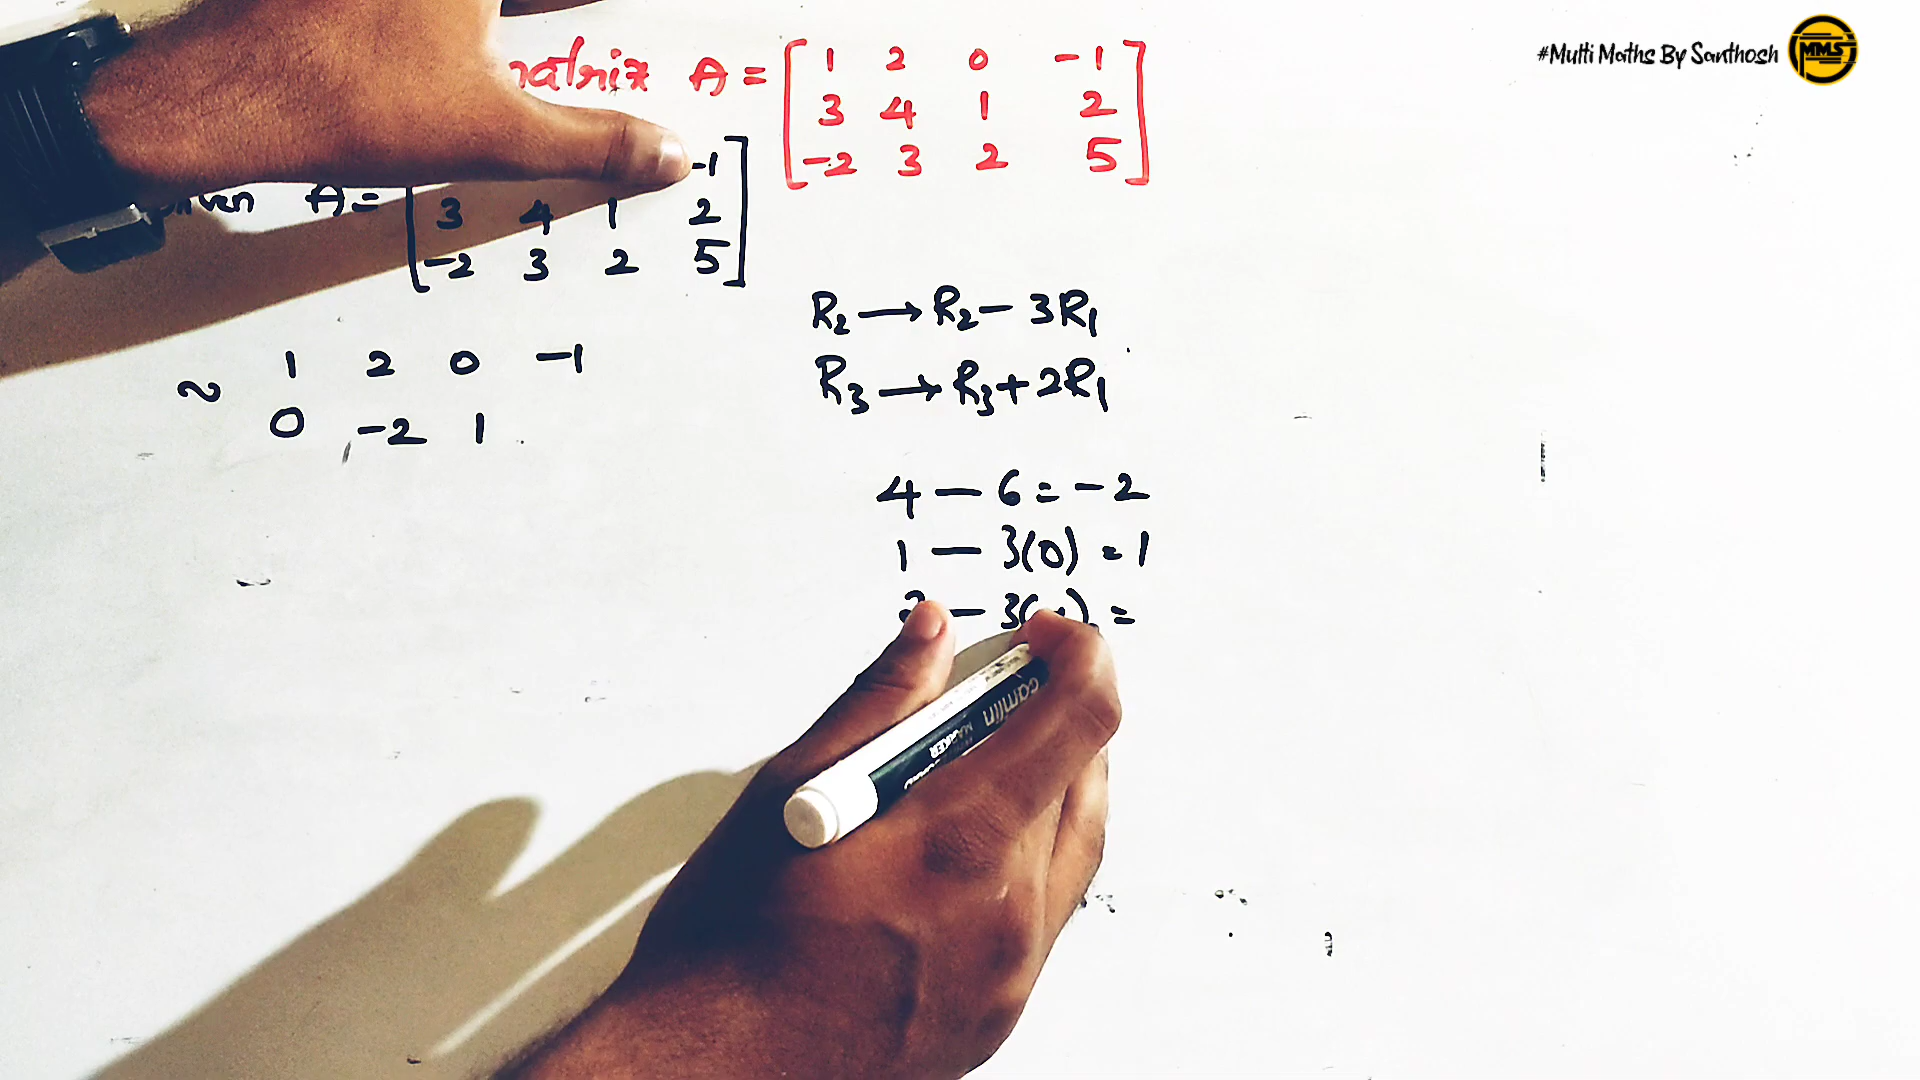 #Multi Maths By Santhosh MMS
matrix A = [ 1 2 0 -1
3 4 1 2
-2 3 2 5 ]
A = [ -1
3 4 1 2
-2 3 2 5 ]
R2 → R2 - 3R1
R3 → R3 + 2R1
~ 1 2 0 -1
0 -2 1
4 - 6 = -2
1 - 3(0) = 1
- 3( ) =
camlin
MARKER